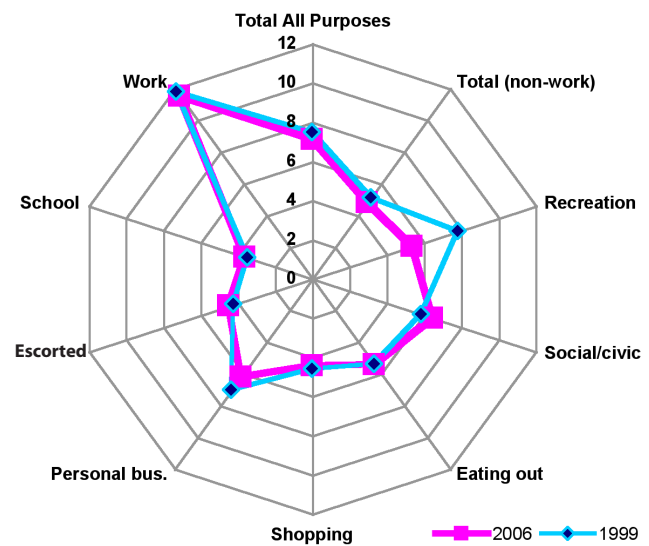 Total All Purposes
12
Work
Total (non-work)
10
8
6
School
Recreation
4
2
0
Escorted
Social/civic
Personal bus.
Eating out
Shopping
2006
1999